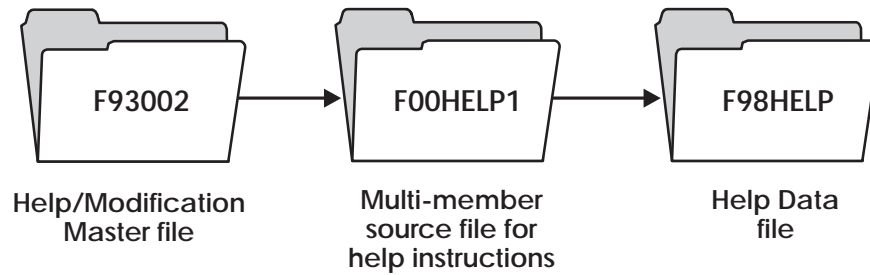 F93002
F00HELP1
F98HELP
Help/Modification
Master file
Multi-member
source file for
help instructions
Help Data
file